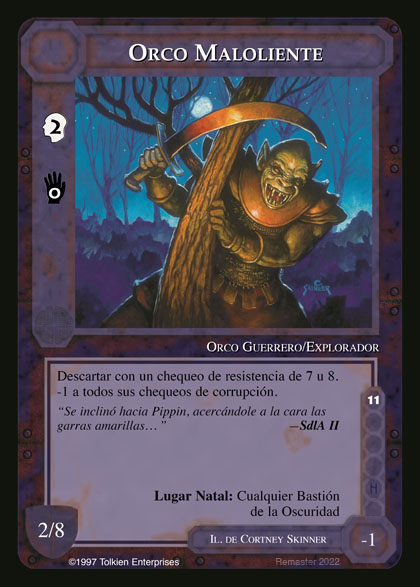 Orco Maloliente
2
Orco Guerrero/Explorador
Descartar con un chequeo de resistencia de 7 u 8.
-1 a todos sus chequeos de corrupción.
“Se inclinó hacia Pippin, acercándole a la cara las
garras amarillas… ” —SdlA II
11
H
Lugar Natal: Cualquier Bastión
de la Oscuridad
2/8
Il. de Cortney Skinner
-1
©1997 Tolkien Enterprises
Remaster 2022